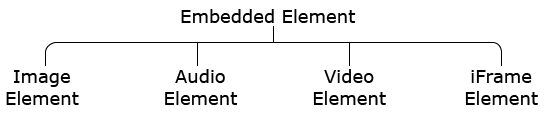 Embedded Element
Image
Element
Audio
Element
Video
Element
iFrame
Element